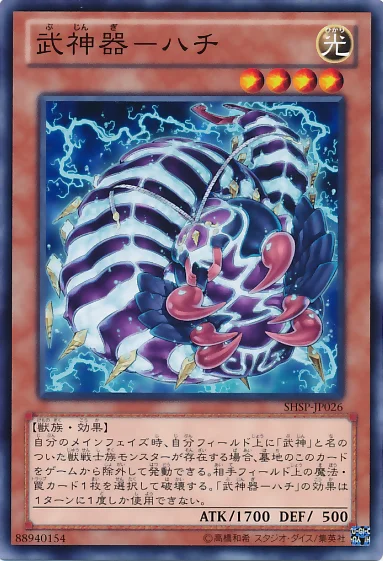 武神器－ハチ
光
SHSP-JP026
【獣族・効果】
自分のメインフェイズ時、自分フィールド上に「武神」と名の
ついた獣戦士族モンスターが存在する場合、墓地のこのカード
をゲームから除外して発動できる。相手フィールド上の魔法・
罠カード１枚を選択して破壊する。「武神器－ハチ」の効果は
１ターンに１度しか使用できない。
ATK/1700 DEF/ 500
88940154
©高橋和希 スタジオ・ダイス/集英社